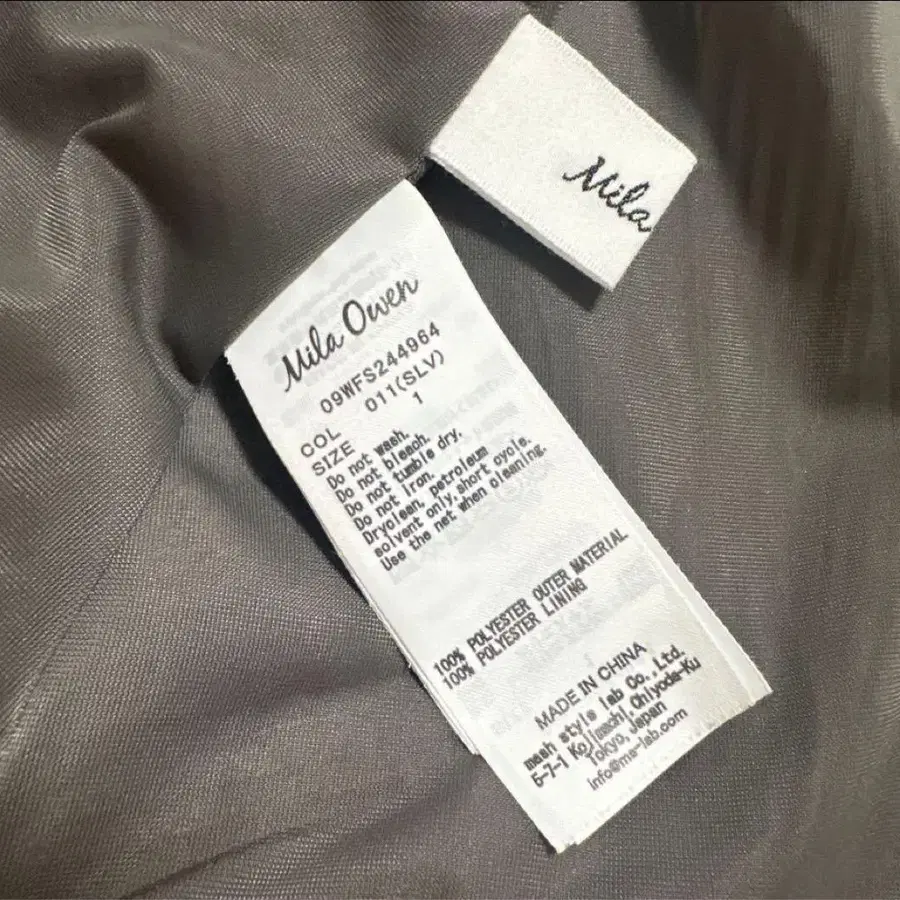 Mila
Mila Owen
09WFS244964
COL 011(SLV)
SIZE 1
Do not wash.
Do not bleach.
Do not tumble dry.
Do not iron.
Dryclean, petroleum
solvent only, short cycle.
Use the net when cleaning.
100% POLYESTER OUTER MATERIAL
100% POLYESTER LINING
MADE IN CHINA
mash style lab Co.,Ltd.
5-7-1 Kojimachi,Chiyoda-Ku
Tokyo,Japan
info@ms-lab.com